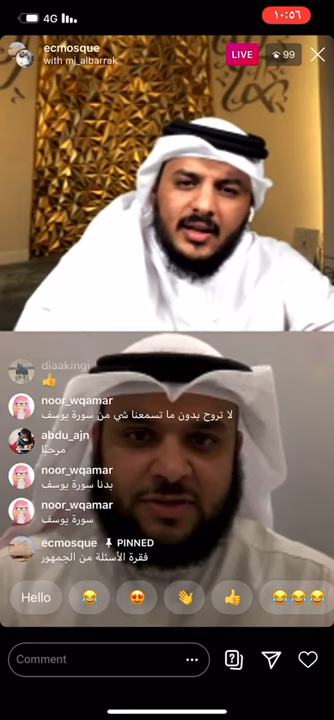 4G
١٠:٥٦
ecmosque
with mj_albarrak
LIVE
99
diaakingi
👍
noor_wqamar
لا تروح بدون ما تسمعنا شي من سورة يوسف
abdu_ajn
مرحبًا
noor_wqamar
بدنا سورة يوسف
noor_wqamar
سورة يوسف
ecmosque PINNED
فقرة الأسئلة من الجمهور
Hello 😂 😍 👋 👍 😂😂😂
Comment